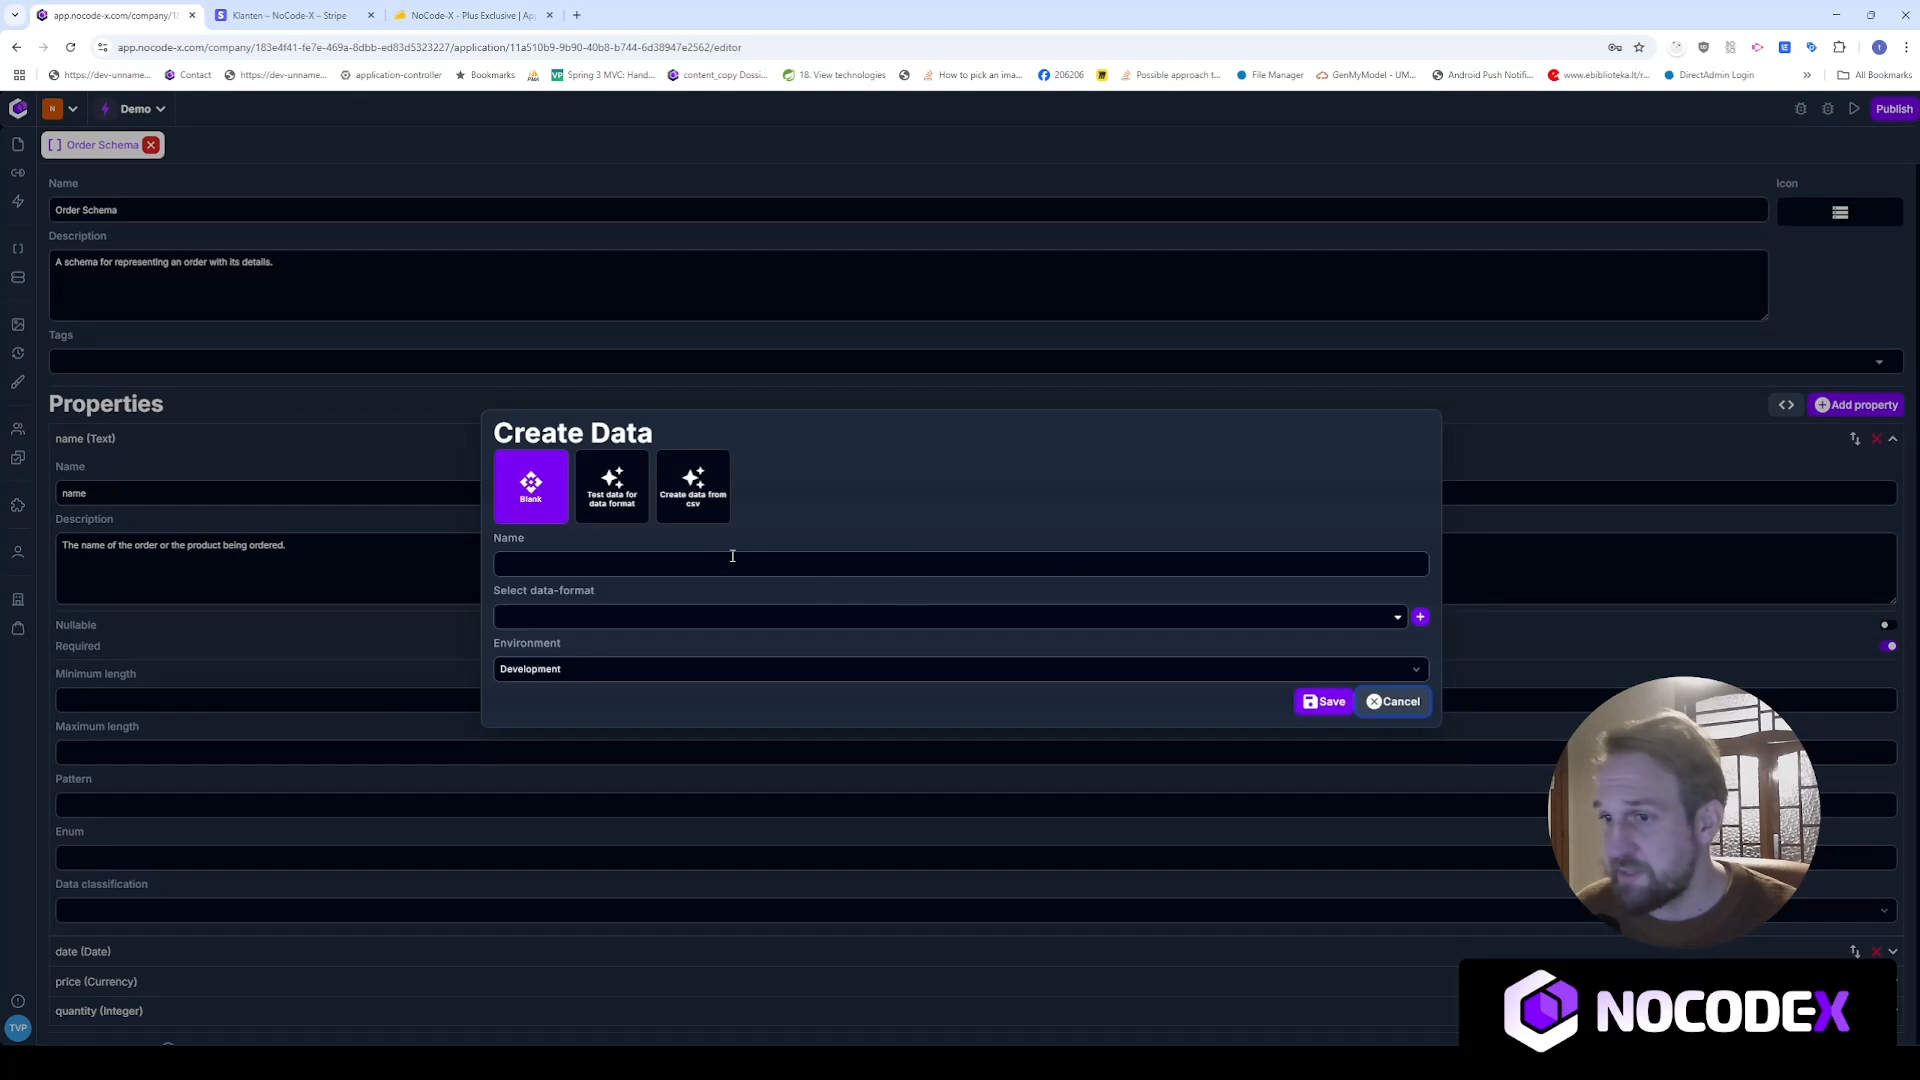 app.nocode-x.com/company/18
Klanten – NoCode-X – Stripe
NoCode-X - Plus Exclusive | Ap
app.nocode-x.com/company/183e4f41-fe7e-469a-8dbb-ed83d5323227/application/11a510b9-9b90-40b8-b744-6d38947e2562/editor
https://dev-unname...
Contact
https://dev-unname...
application-controller
Bookmarks
Spring 3 MVC: Hand...
content_copy Dossi...
18. View technologies
How to pick an ima...
206206
Possible approach t...
File Manager
GenMyModel - UM...
Android Push Notifi...
www.ebiblioteka.lt/r...
DirectAdmin Login
All Bookmarks
N
Demo
Publish
Order Schema
Name
Icon
Order Schema
Description
A schema for representing an order with its details.
Tags
Properties
Add property
name (Text)
Name
name
Description
The name of the order or the product being ordered.
Nullable
Required
Minimum length
Maximum length
Pattern
Enum
Data classification
date (Date)
price (Currency)
quantity (Integer)
Create Data
Blank
Test data for
data format
Create data from
csv
Name
Select data-format
Environment
Development
Save
Cancel
TVP
NOCODEX